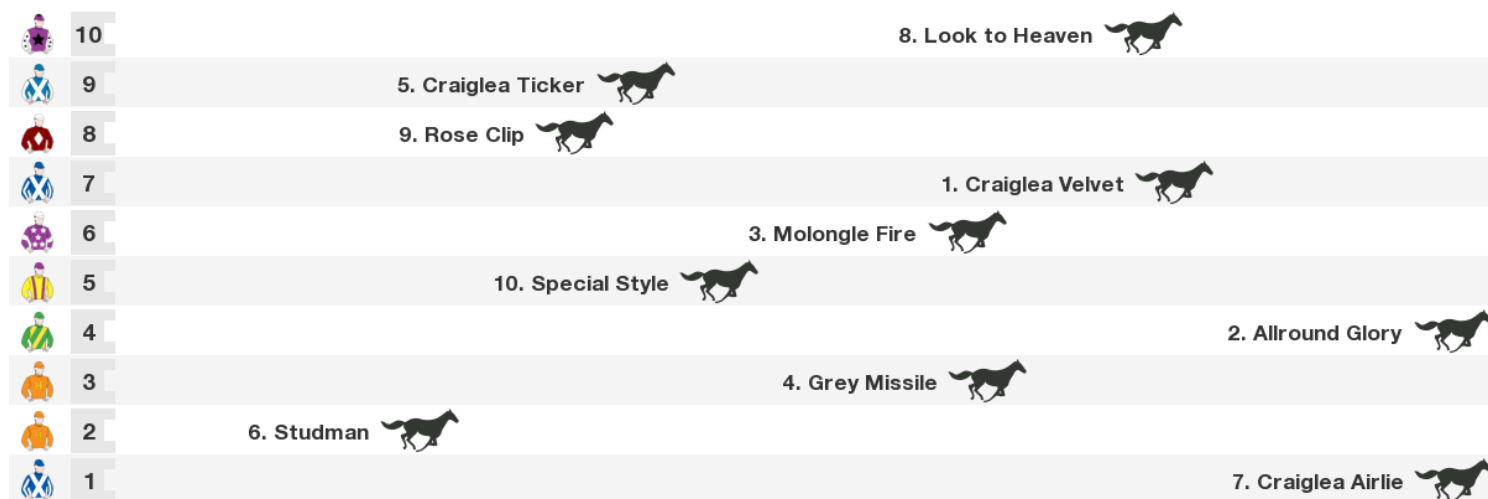 10 8. Look to Heaven
9 5. Craiglea Ticker
8 9. Rose Clip
7 1. Craiglea Velvet
6 3. Molongle Fire
5 10. Special Style
4 2. Allround Glory
3 4. Grey Missile
2 6. Studman
1 7. Craiglea Airlie